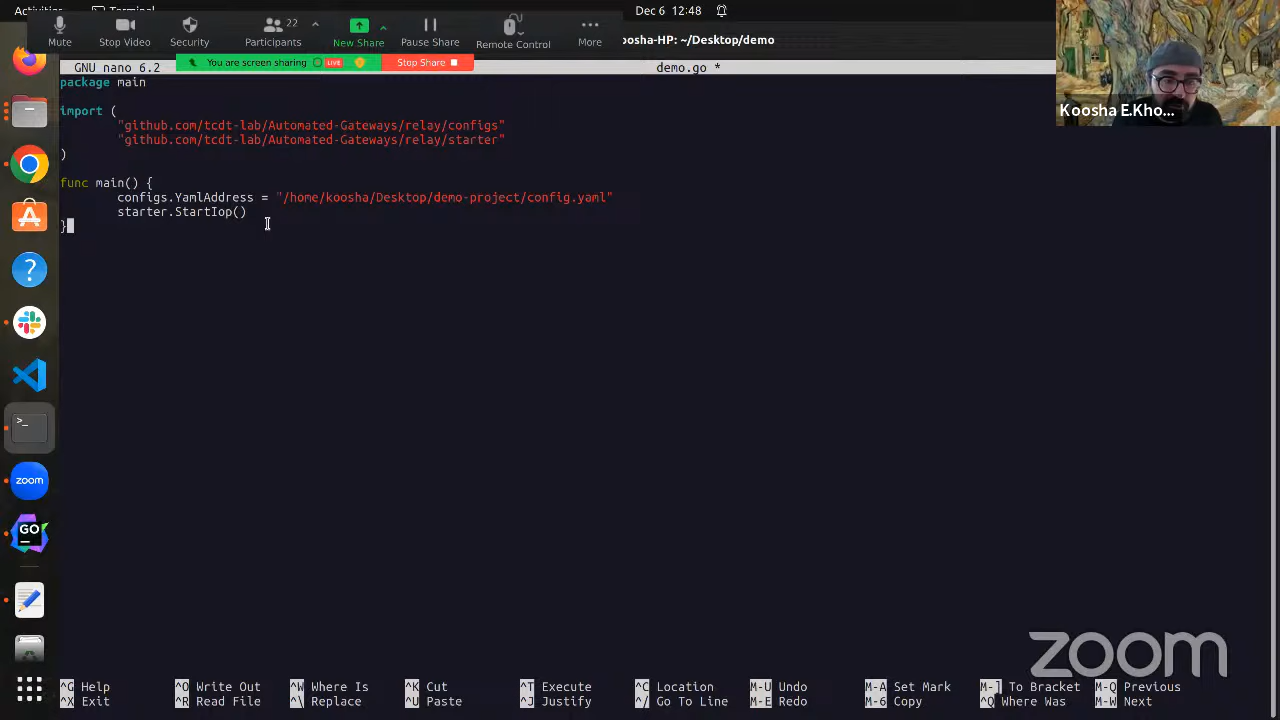 Dec 6 12:48
Mute
Stop Video
Security
Participants
22
New Share
Pause Share
Remote Control
More
oosha-HP: ~/Desktop/demo
You are screen sharing
LIVE
Stop Share
Koosha E.Kho...
GNU nano 6.2
demo.go *
package main
import (
"github.com/tcdt-lab/Automated-Gateways/relay/configs"
"github.com/tcdt-lab/Automated-Gateways/relay/starter"
)
func main() {
configs.YamlAddress = "/home/koosha/Desktop/demo-project/config.yaml"
starter.StartIop()
}
zoom
GO
zoom
^G Help ^O Write Out ^W Where Is ^K Cut ^T Execute ^C Location M-U Undo M-A Set Mark M-] To Bracket M-Q Previous
^X Exit ^R Read File ^\ Replace ^U Paste ^J Justify ^/ Go To Line M-E Redo M-6 Copy ^Q Where Was M-W Next